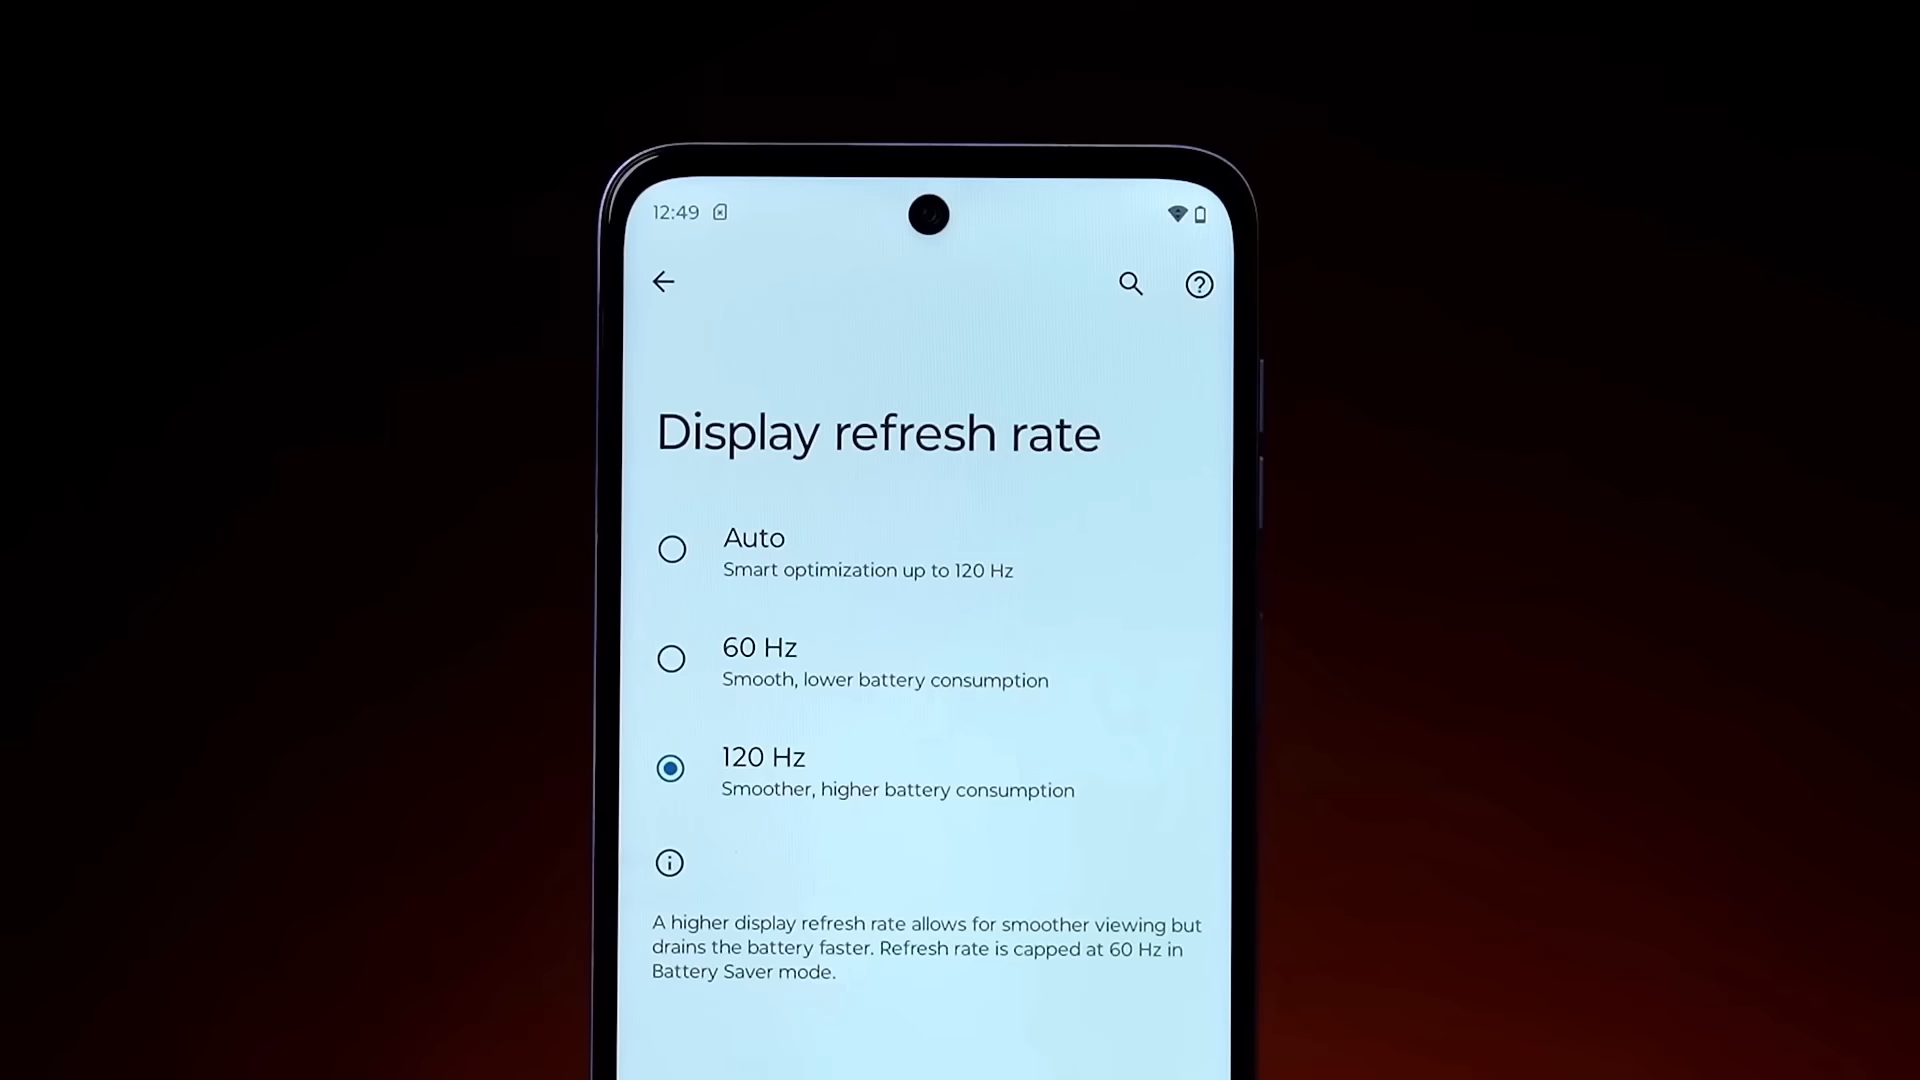 12:49
Display refresh rate
Auto
Smart optimization up to 120 Hz
60 Hz
Smooth, lower battery consumption
120 Hz
Smoother, higher battery consumption
A higher display refresh rate allows for smoother viewing but
drains the battery faster. Refresh rate is capped at 60 Hz in
Battery Saver mode.